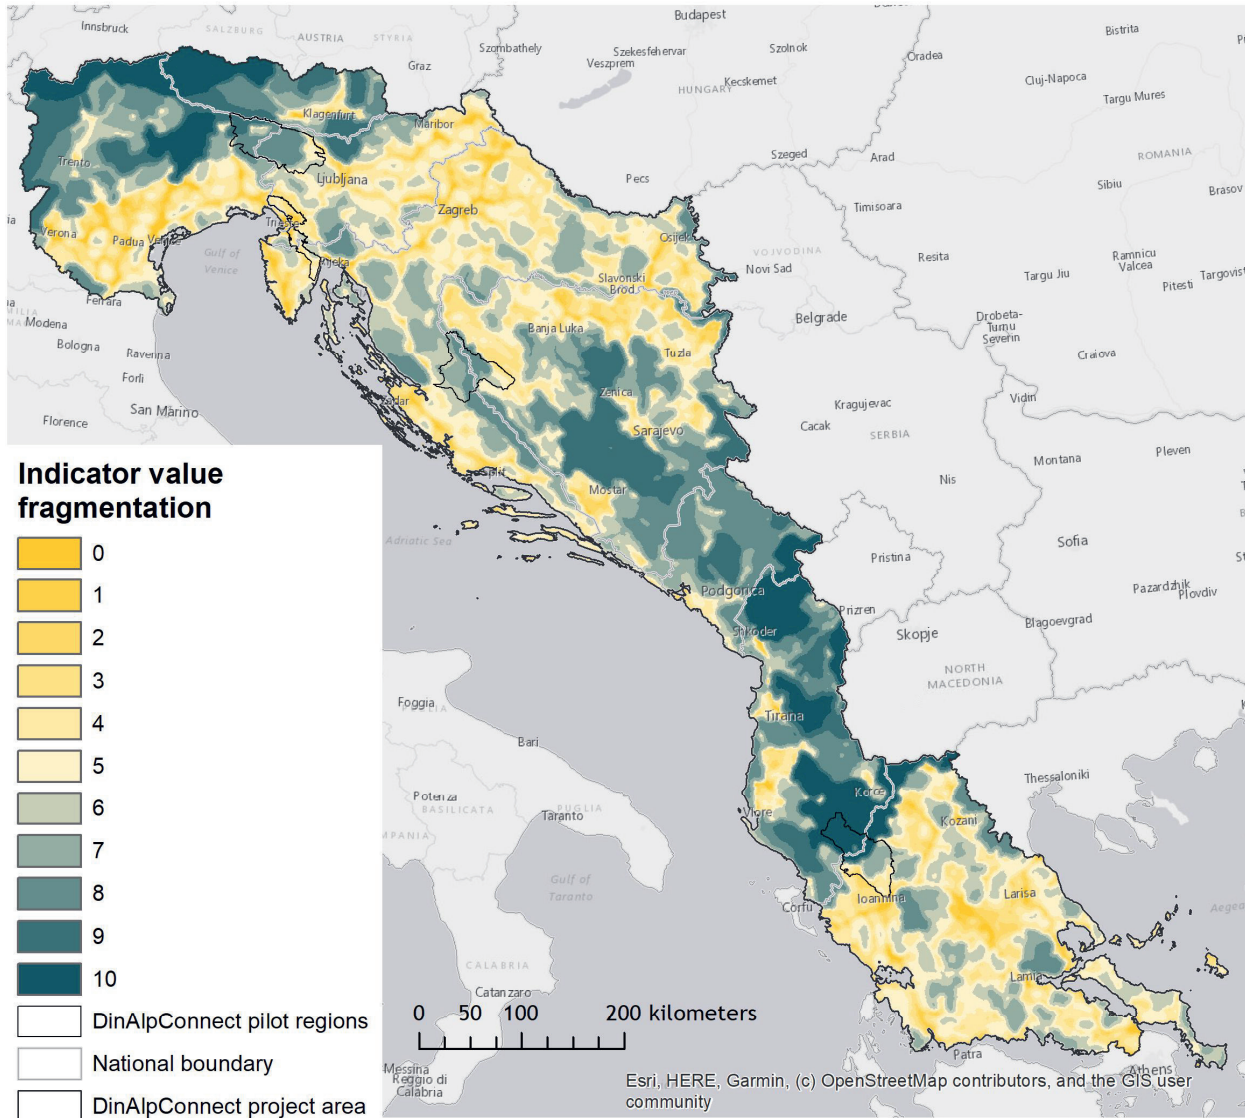 Budapest
Innsbruck
SALZBURG
AUSTRIA
STYRIA
Szombathely
Szekesfehervar
Veszprem
Szolnok
Oradea
Bistrita
Graz
Kecskemet
HUNGARY
Cluj-Napoca
Targu Mures
Klagenfurt
Maribor
Trento
Szeged
Arad
ROMANIA
Ljubljana
Pecs
Sibiu
Brasov
Zagreb
Timisoara
Trieste
Verona
Padua
Venice
Osijek
VOJVODINA
Resita
Ramnicu
Valcea
Gulf of
Venice
Rijeka
Novi Sad
Targu Jiu
Targovist
Pitesti
Slavonski
Brod
Ferrara
Modena
Banja Luka
Belgrade
Drobeta-
Turnu
Severin
Bologna
Ravenna
Tuzla
Craiova
Forlì
Zenica
Vidin
Zadar
San Marino
Kragujevac
Florence
Cacak
SERBIA
Sarajevo
Pleven
Montana
Split
Nis
Mostar
Adriatic Sea
Sofia
Pristina
Podgorica
Prizren
Pazardzhik
Plovdiv
Blagoevgrad
Shkoder
Skopje
NORTH
MACEDONIA
Foggia
PUGLIA
Tirana
Bari
Thessaloniki
Potenza
BASILICATA
PUGLIA
Taranto
Korce
Vlore
Kozani
MPANIA
Gulf of
Taranto
Corfu
Ioannina
Larisa
Aegea
CALABRIA
Lamia
Catanzaro
Patra
Athens
Messina
Reggio di
Calabria
Indicator value
fragmentation
0
1
2
3
4
5
6
7
8
9
10
DinAlpConnect pilot regions
National boundary
DinAlpConnect project area
0 50 100 200 kilometers
Esri, HERE, Garmin, (c) OpenStreetMap contributors, and the GIS user
community